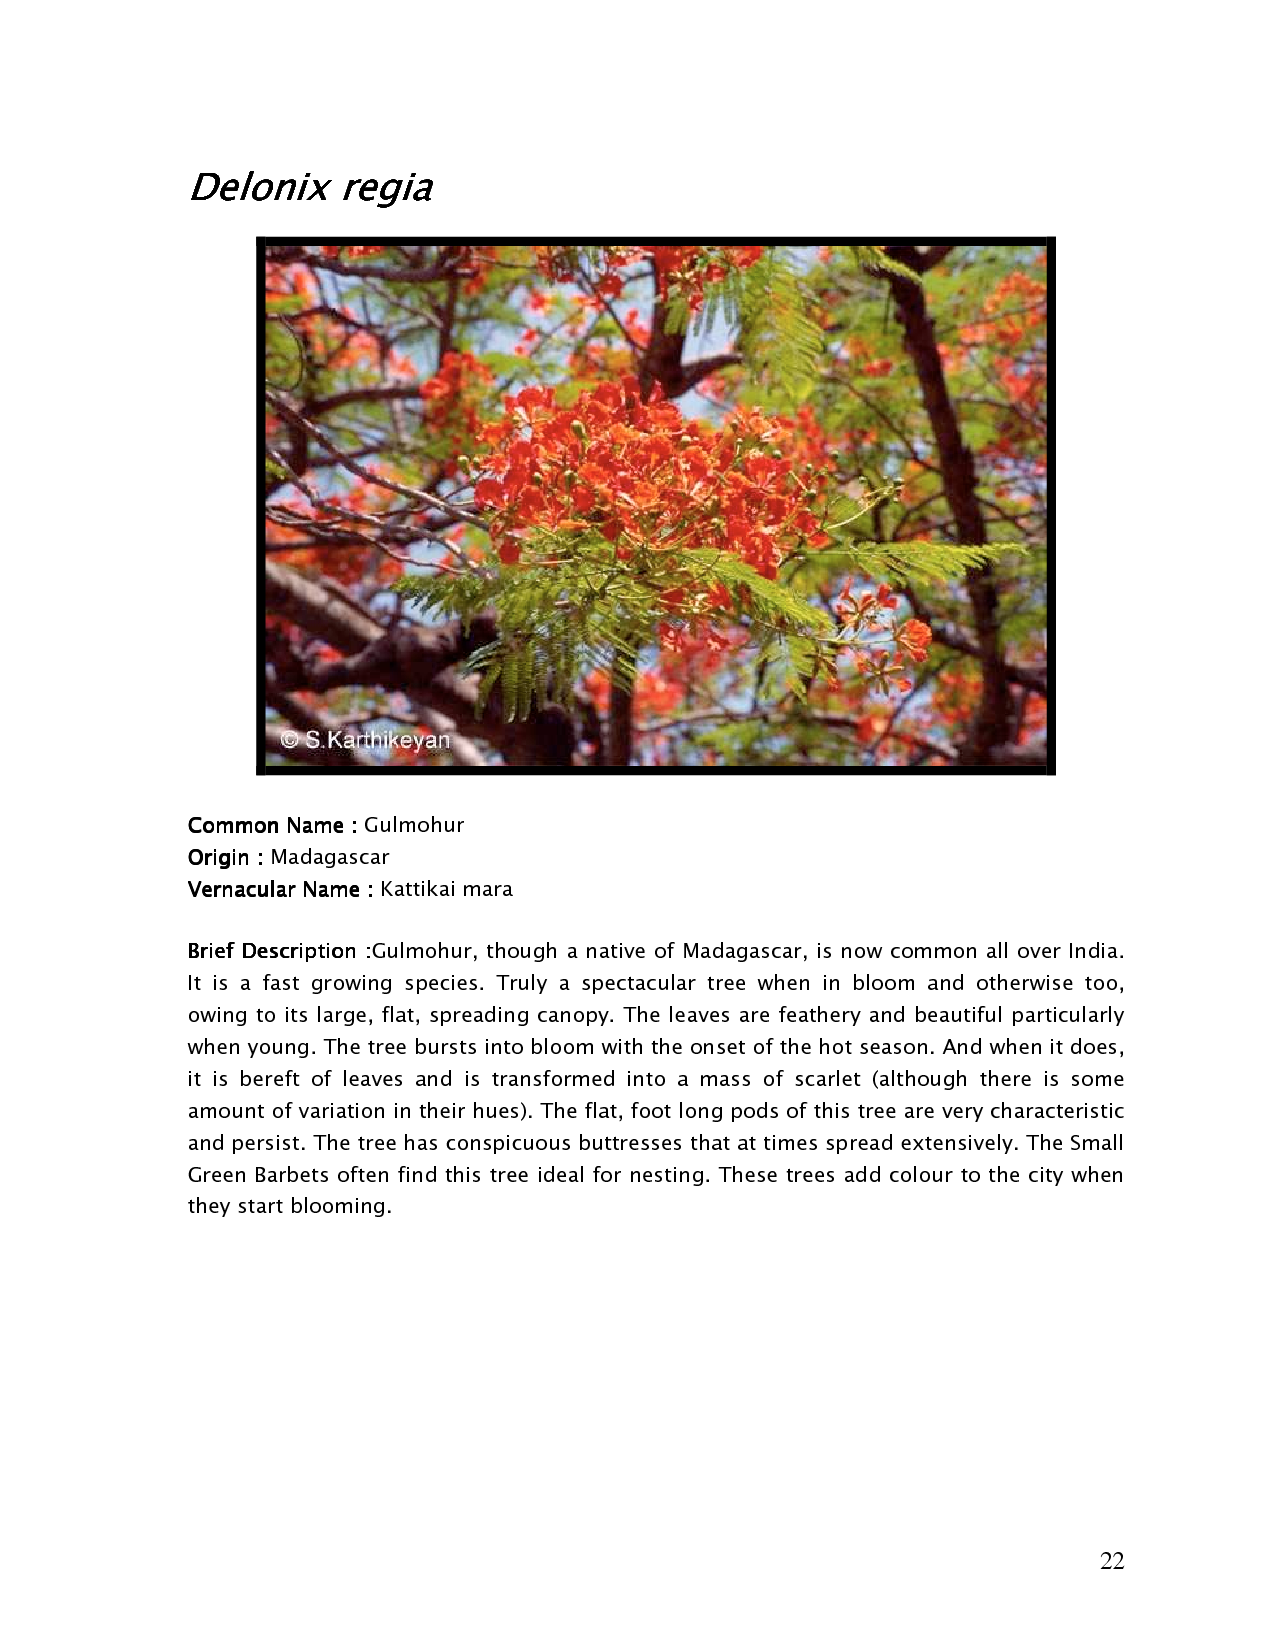 Delonix regia
© S.Karthikeyan
Common Name : Gulmohur
Origin : Madagascar
Vernacular Name : Kattikai mara
Brief Description :Gulmohur, though a native of Madagascar, is now common all over India.
It is a fast growing species. Truly a spectacular tree when in bloom and otherwise too,
owing to its large, flat, spreading canopy. The leaves are feathery and beautiful particularly
when young. The tree bursts into bloom with the onset of the hot season. And when it does,
it is bereft of leaves and is transformed into a mass of scarlet (although there is some
amount of variation in their hues). The flat, foot long pods of this tree are very characteristic
and persist. The tree has conspicuous buttresses that at times spread extensively. The Small
Green Barbets often find this tree ideal for nesting. These trees add colour to the city when
they start blooming.
22